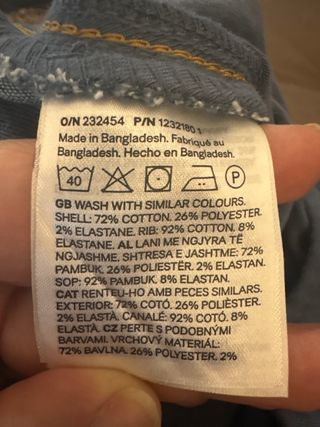 O/N 232454 P/N 1232180 1
Made in Bangladesh. Fabriqué au
Bangladesh. Hecho en Bangladesh.
40 P
GB WASH WITH SIMILAR COLOURS.
SHELL: 72% COTTON. 26% POLYESTER.
2% ELASTANE. RIB: 92% COTTON. 8%
ELASTANE. AL LANI ME NGJYRA TË
NGJASHME. SHTRESA E JASHTME: 72%
PAMBUK. 26% POLIESTËR. 2% ELASTAN.
SOP: 92% PAMBUK. 8% ELASTAN.
CAT RENTEU-HO AMB PECES SIMILARS.
EXTERIOR: 72% COTÓ. 26% POLIÈSTER.
2% ELASTÀ. CANALÉ: 92% COTÓ. 8%
ELASTÀ. CZ PERTE S PODOBNÝMI
BARVAMI. VRCHOVÝ MATERIÁL:
72% BAVLNA. 26% POLYESTER. 2%